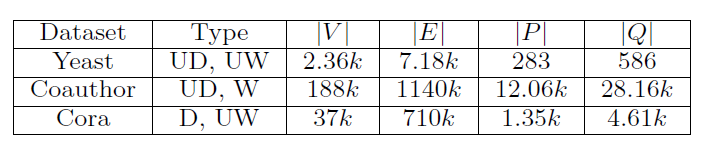 Dataset Type |V| |E| |P| |Q|
Yeast UD, UW 2.36k 7.18k 283 586
Coauthor UD, W 188k 1140k 12.06k 28.16k
Cora D, UW 37k 710k 1.35k 4.61k